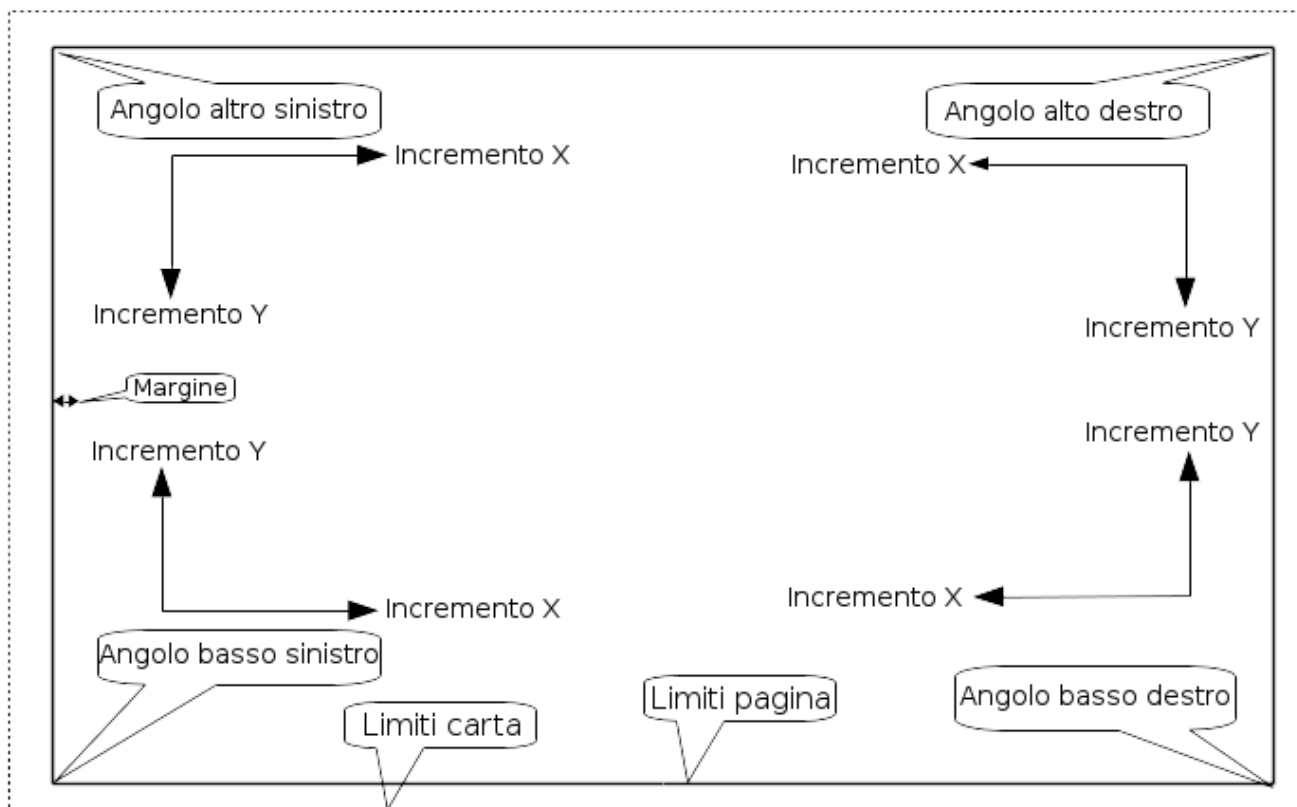 Angolo altro sinistro
Angolo alto destro
Incremento X
Incremento X
Incremento Y
Incremento Y
Margine
Incremento Y
Incremento Y
Incremento X
Incremento X
Angolo basso sinistro
Limiti carta
Limiti pagina
Angolo basso destro